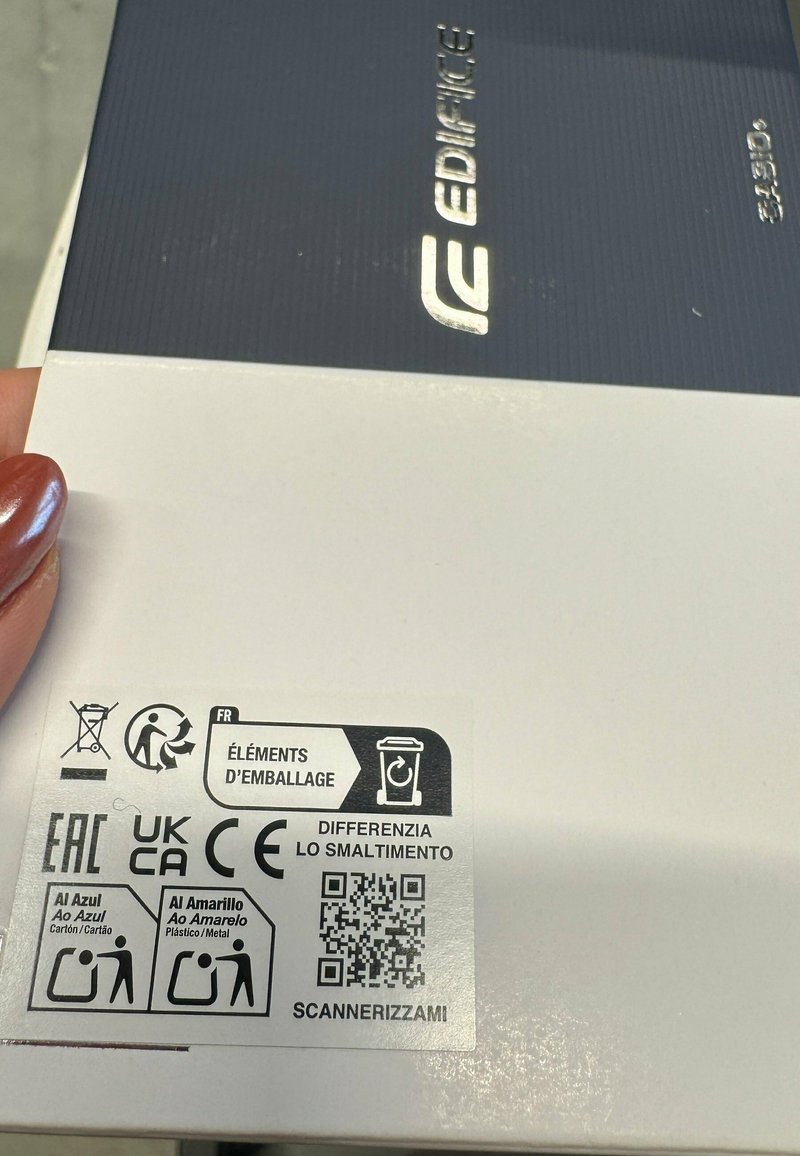 EDIFICE
CASIO
FR
ÉLÉMENTS
D'EMBALLAGE
EAC
UK
CA
CE
DIFFERENZIA
LO SMALTIMENTO
Al Azul
Ao Azul
Cartón/Cartão
Al Amarillo
Ao Amarelo
Plástico/Metal
SCANNERIZZAMI